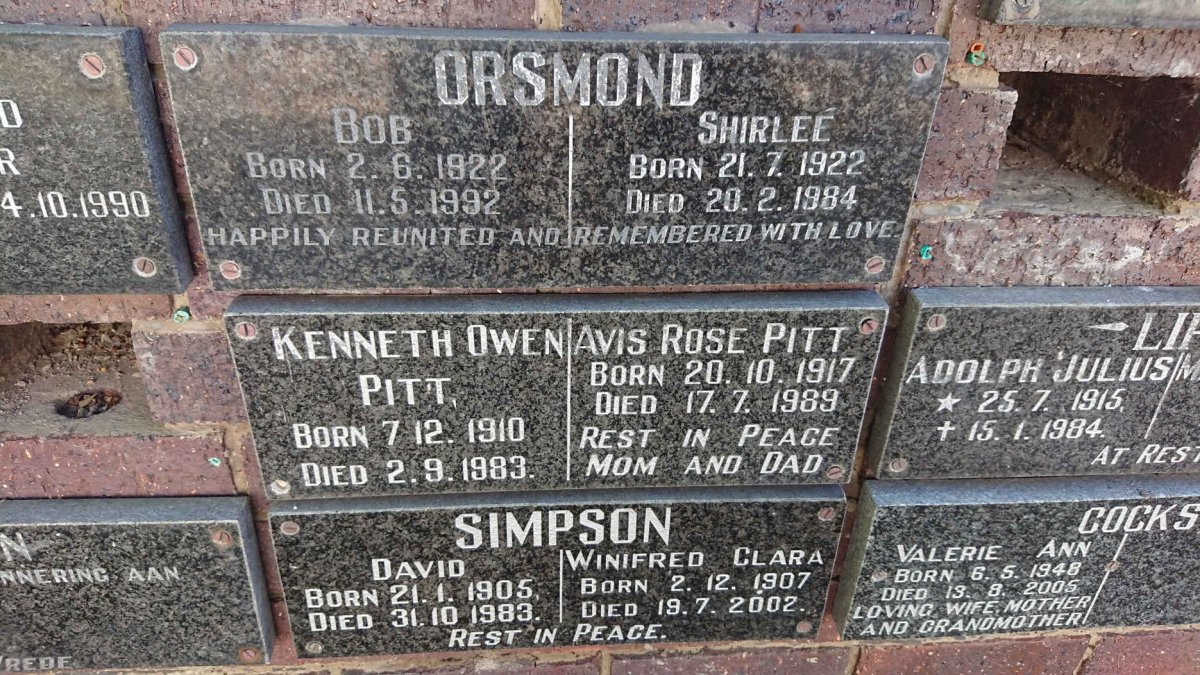 D
R
4.10.1990
ORSMOND
BOB
BORN 2. 6. 1922
DIED 11. 5. 1992
SHIRLEÉ
BORN 21. 7. 1922
DIED 20. 2. 1984
HAPPILY REUNITED AND REMEMBERED WITH LOVE.
KENNETH OWEN
PITT,
BORN 7 12. 1910
DIED 2. 9. 1983.
AVIS ROSE PITT
BORN 20. 10. 1917
DIED 17. 7. 1989
REST IN PEACE
MOM AND DAD
ADOLPH JULIUS
★ 25. 7. 1915,
✝ 15. 1. 1984.
AT REST
N
NNERING AAN
VREDE
SIMPSON
DAVID
BORN 21. 1. 1905,
DIED 31. 10 1983.
WINIFRED CLARA
BORN 2. 12. 1907
DIED 19. 7. 2002.
REST IN PEACE.
COCKS
VALERIE ANN
BORN 6. 5. 1948
DIED 13. 8. 2005
LOVING WIFE, MOTHER
AND GRANDMOTHER